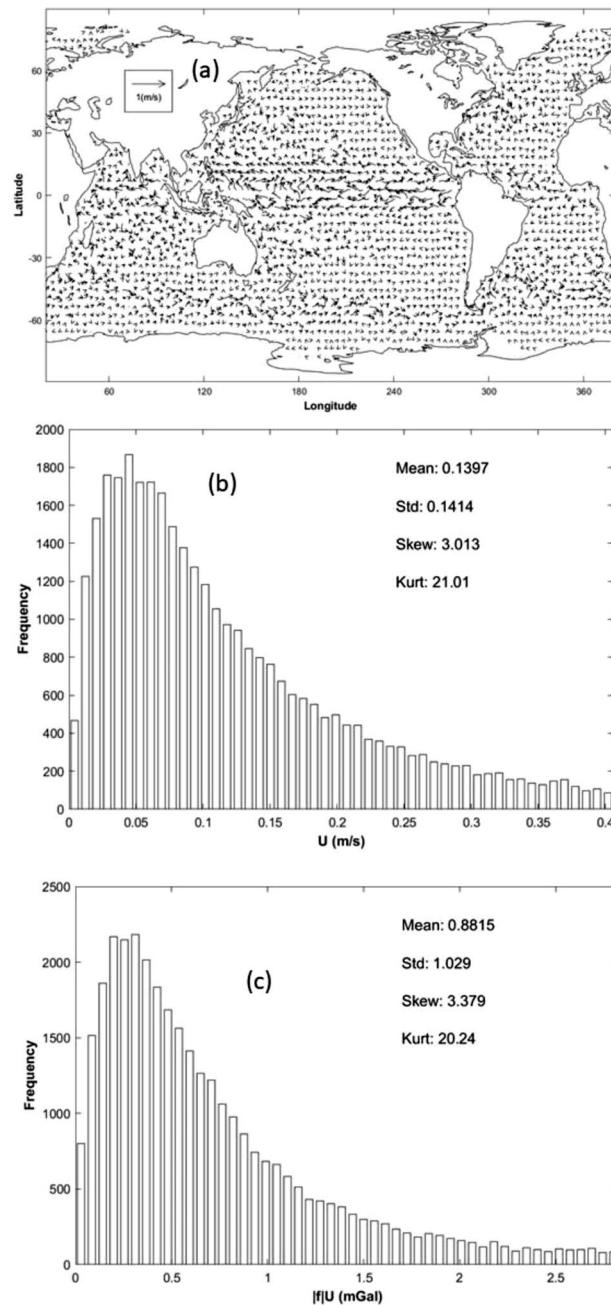 (a)
1(m/s)
60
30
0
-30
-60
Latitude
60
120
180
240
300
360
Longitude
2000
1800
1600
1400
1200
1000
800
600
400
200
0
Frequency
(b)
Mean: 0.1397
Std: 0.1414
Skew: 3.013
Kurt: 21.01
0
0.05
0.1
0.15
0.2
0.25
0.3
0.35
0.4
U (m/s)
2500
2000
1500
1000
500
0
Frequency
(c)
Mean: 0.8815
Std: 1.029
Skew: 3.379
Kurt: 20.24
0
0.5
1
1.5
2
2.5
|f|U (mGal)